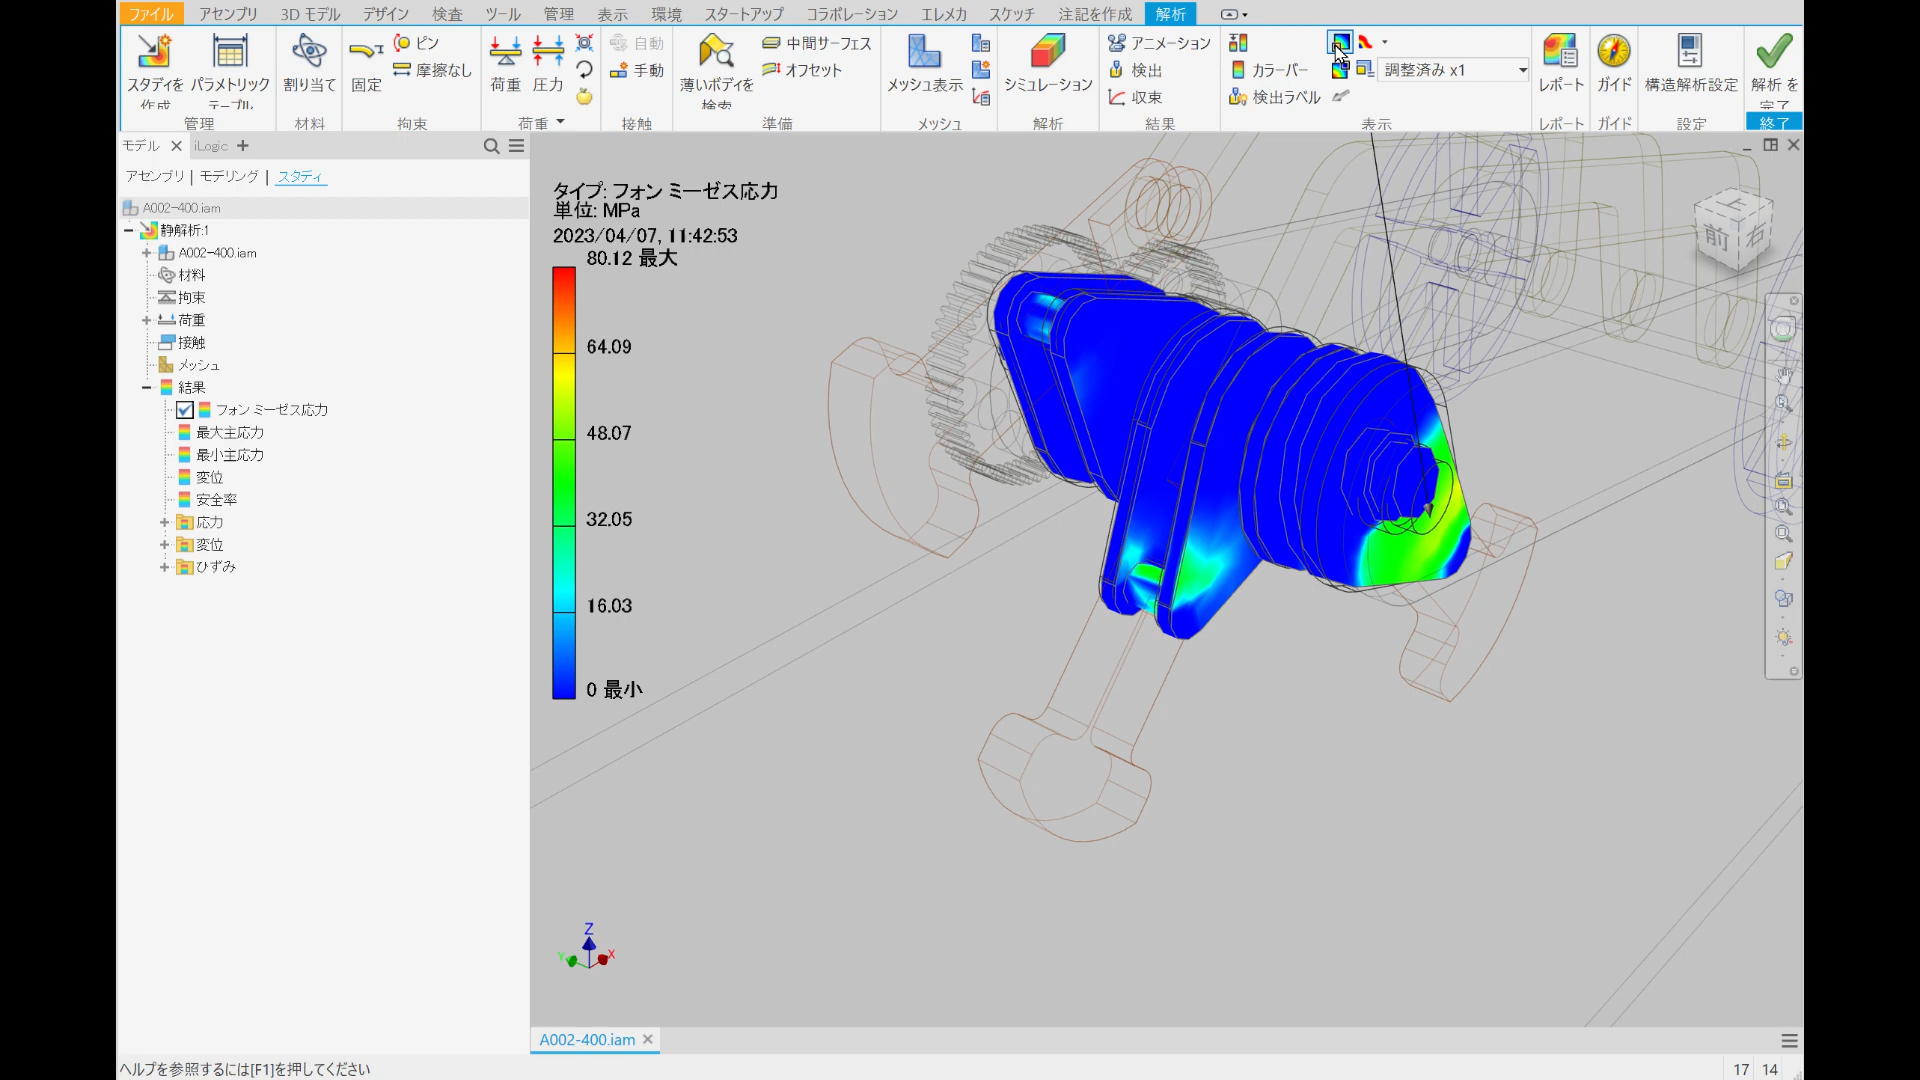 ファイル アセンブリ 3D モデル デザイン 検査 ツール 管理 表示 環境 スタートアップ コラボレーション エレメカ スケッチ 注記を作成 解析
ピン 自動 中間サーフェス アニメーション
摩擦なし 手動 オフセット 検出 カラーバー 調整済み x1
スタディを パラメトリック 割り当て 固定 荷重 圧力 薄いボディを メッシュ表示 シミュレーション レポート ガイド 構造解析設定 解析 を
作成 テーブル 検索 収束 検出ラベル 完了
管理 材料 拘束 荷重 接触 準備 メッシュ 解析 結果 表示 レポート ガイド 設定 終了
モデル iLogic
アセンブリ | モデリング | スタディ
A002-400.iam
静解析:1
A002-400.iam
材料
拘束
荷重
接触
メッシュ
結果
フォン ミーゼス応力
最大主応力
最小主応力
変位
安全率
応力
変位
ひずみ
タイプ: フォン ミーゼス応力
単位: MPa
2023/04/07, 11:42:53
80.12 最大
64.09
48.07
32.05
16.03
0 最小
上
前 右
Z
Y X
A002-400.iam
ヘルプを参照するには[F1]を押してください
17 14